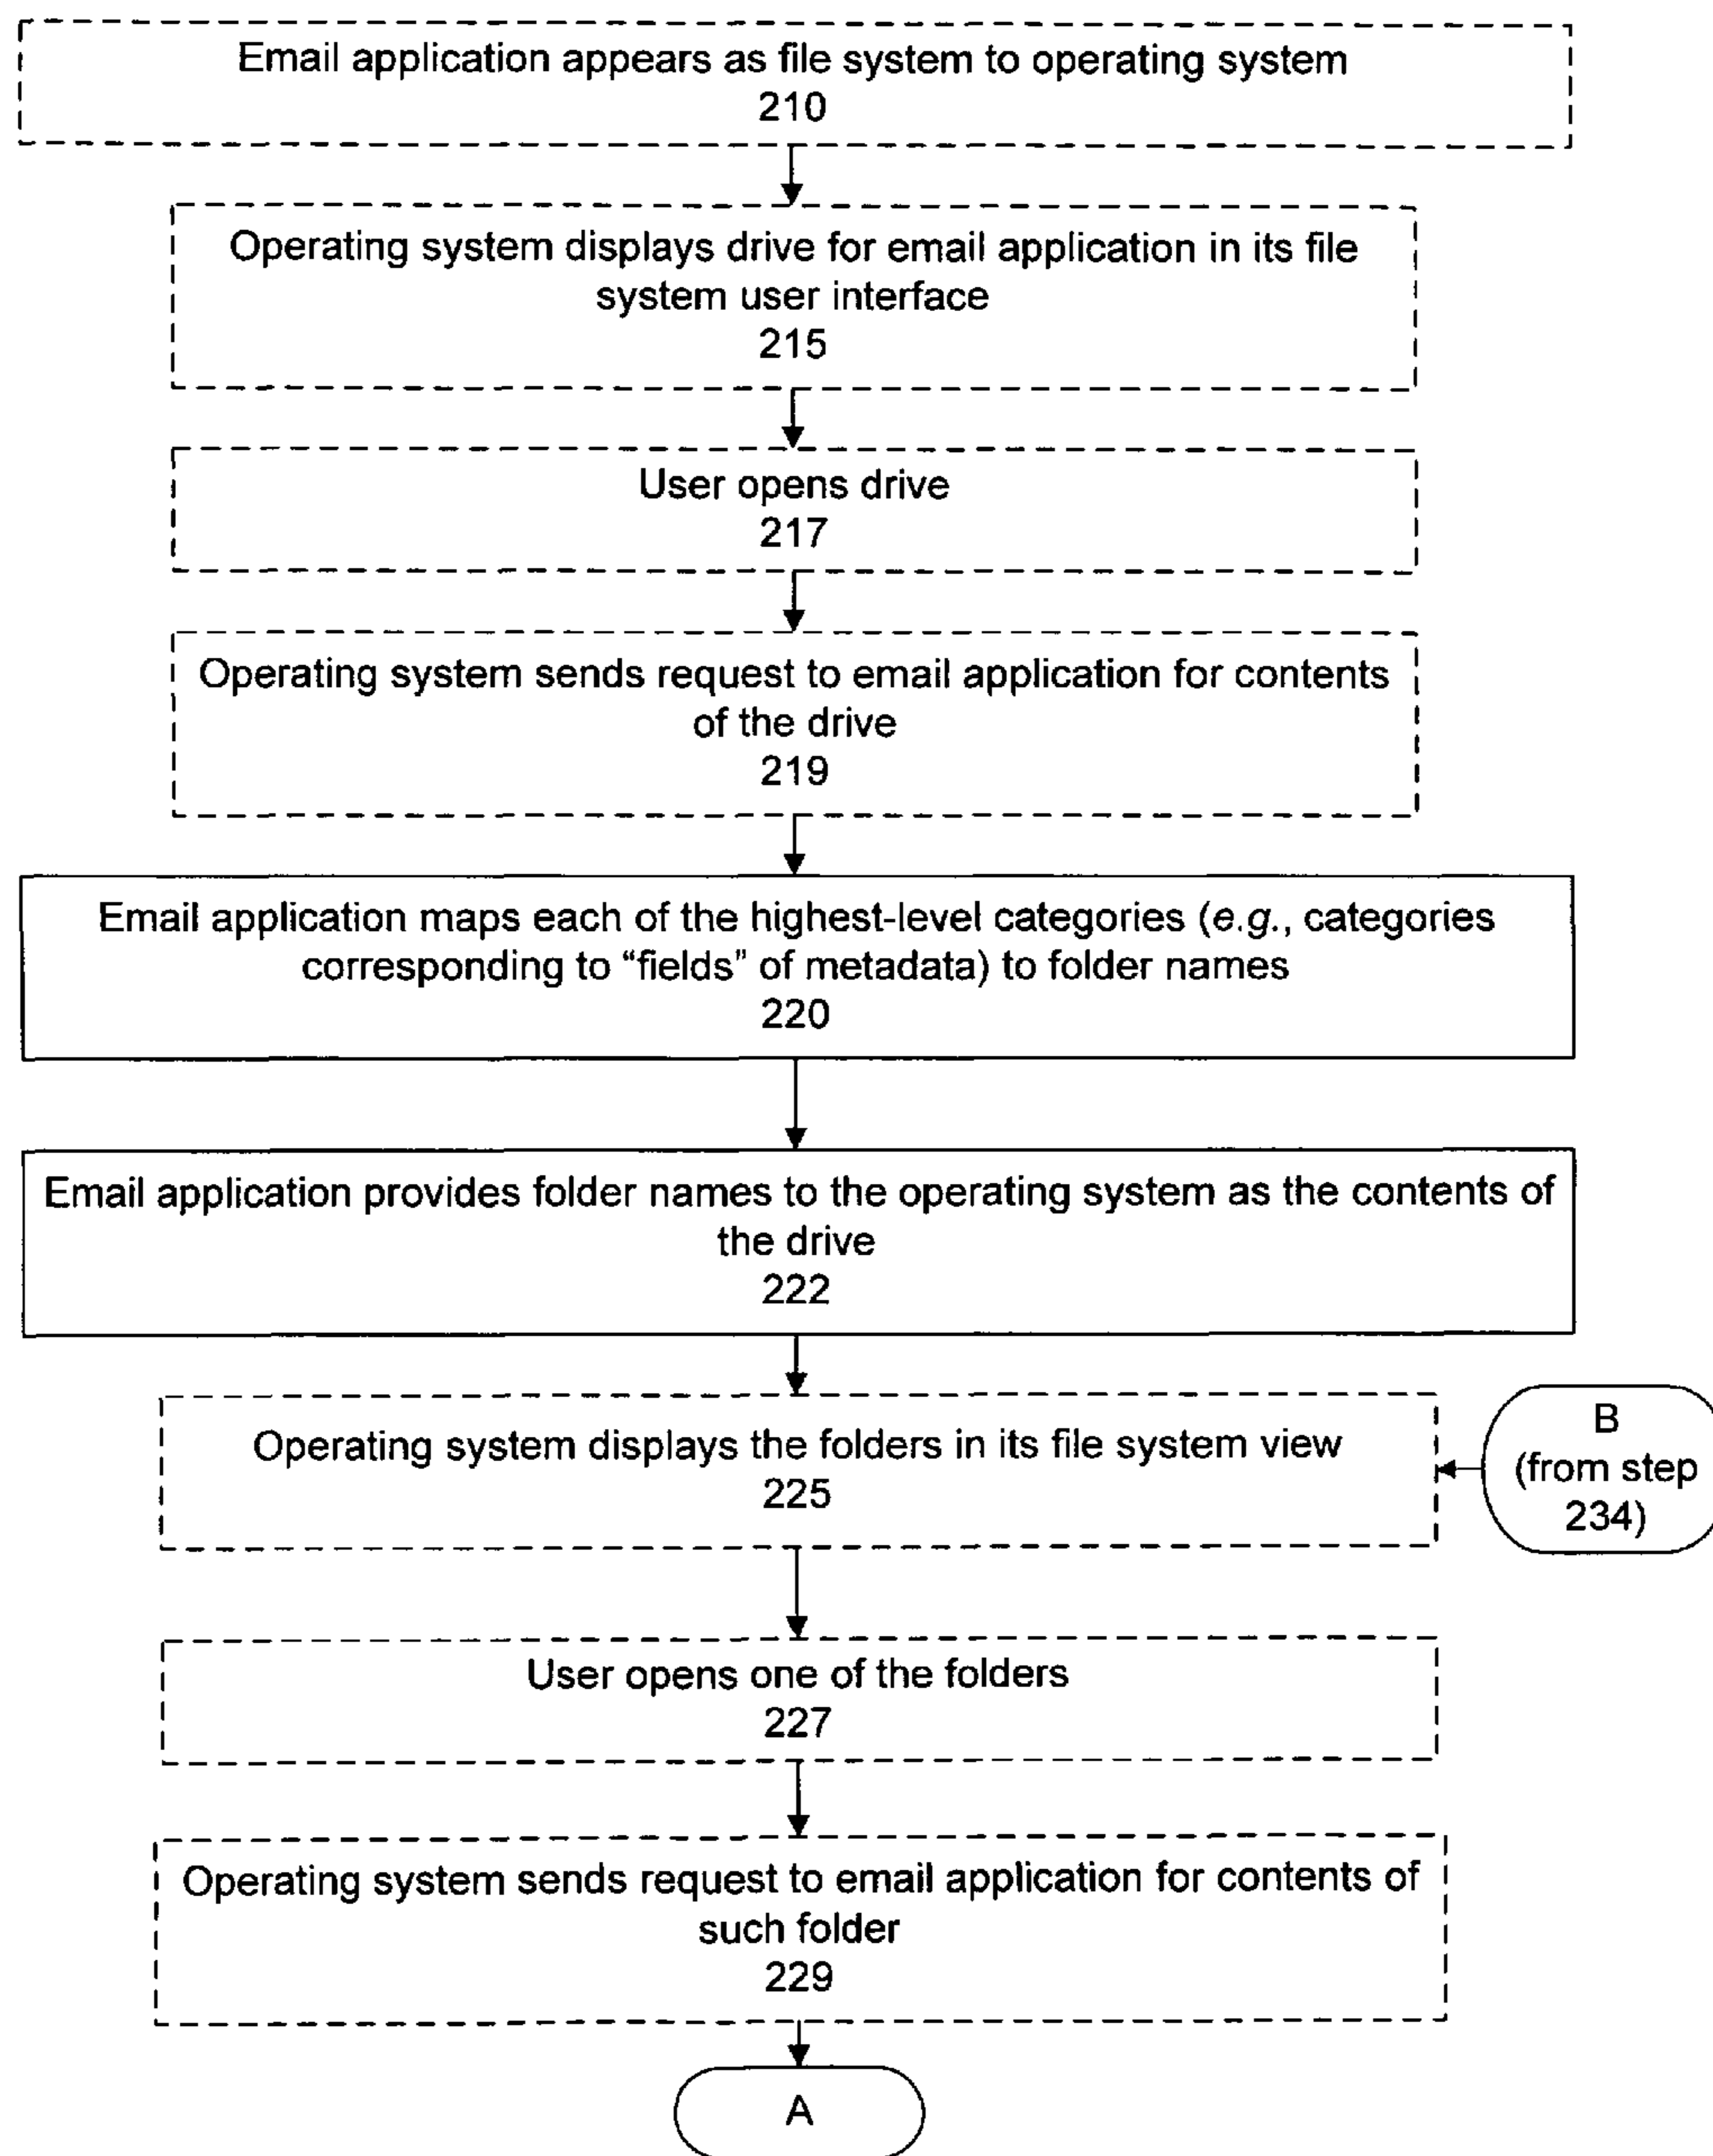 Email application appears as file system to operating system
210
Operating system displays drive for email application in its file
system user interface
215
User opens drive
217
Operating system sends request to email application for contents
of the drive
219
Email application maps each of the highest-level categories (e.g., categories
corresponding to “fields” of metadata) to folder names
220
Email application provides folder names to the operating system as the contents of
the drive
222
Operating system displays the folders in its file system view
225
B
(from step
234)
User opens one of the folders
227
Operating system sends request to email application for contents of
such folder
229
A